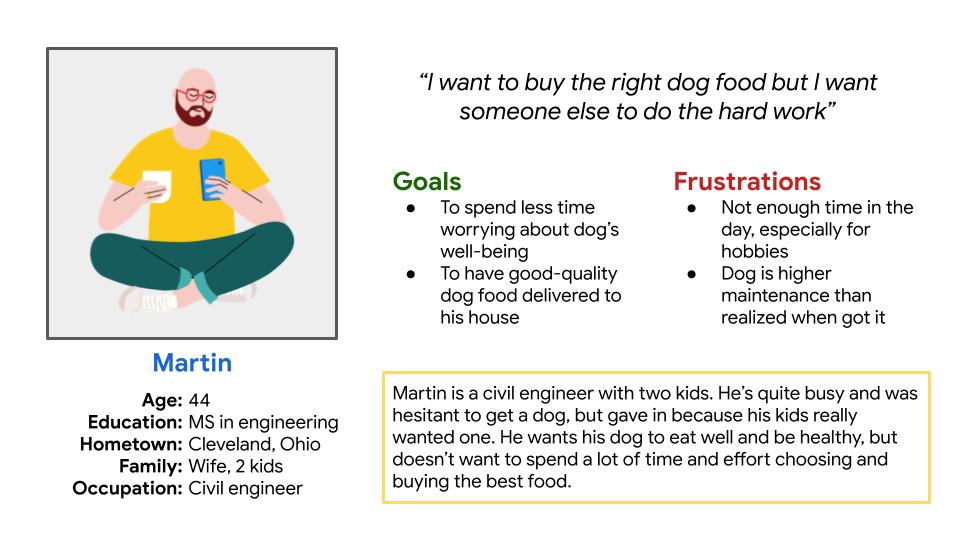 “I want to buy the right dog food but I want
someone else to do the hard work”
Goals
● To spend less time
worrying about dog’s
well-being
● To have good-quality
dog food delivered to
his house
Frustrations
● Not enough time in the
day, especially for
hobbies
● Dog is higher
maintenance than
realized when got it
Martin
Age: 44
Education: MS in engineering
Hometown: Cleveland, Ohio
Family: Wife, 2 kids
Occupation: Civil engineer
Martin is a civil engineer with two kids. He’s quite busy and was
hesitant to get a dog, but gave in because his kids really
wanted one. He wants his dog to eat well and be healthy, but
doesn’t want to spend a lot of time and effort choosing and
buying the best food.